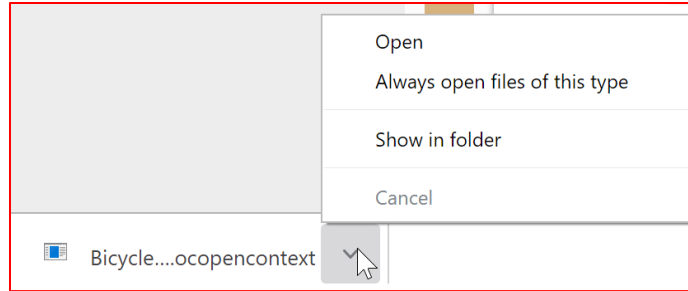 Open
Always open files of this type
Show in folder
Cancel
Bicycle....ocopencontext